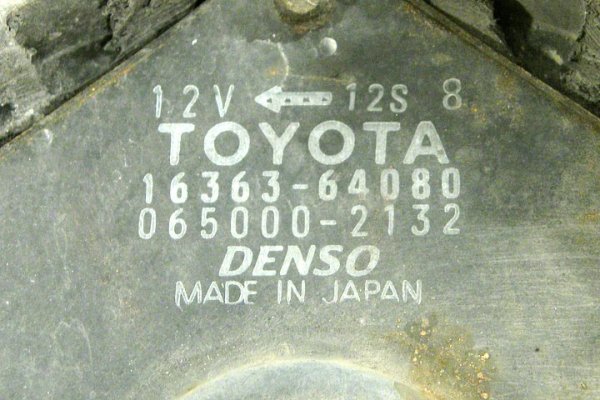 12V ← 12S 8
TOYOTA
16363-64080
065000-2132
DENSO
MADE IN JAPAN